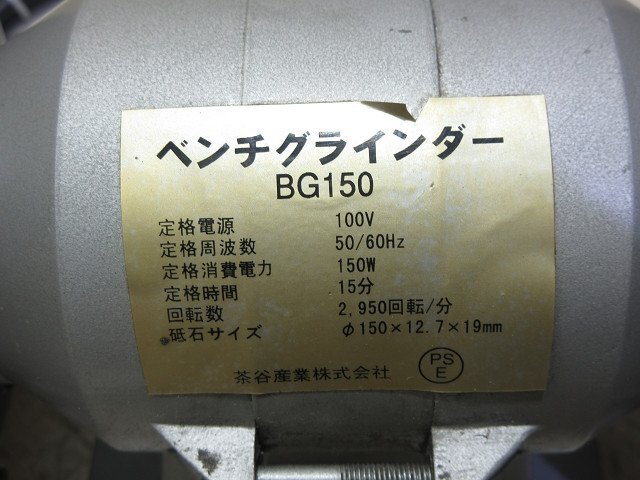 ベンチグラインダー
BG150
定格電源 100V
定格周波数 50/60Hz
定格消費電力 150W
定格時間 15分
回転数 2,950回転/分
砥石サイズ φ150×12.7×19mm
茶谷産業株式会社 PS
E